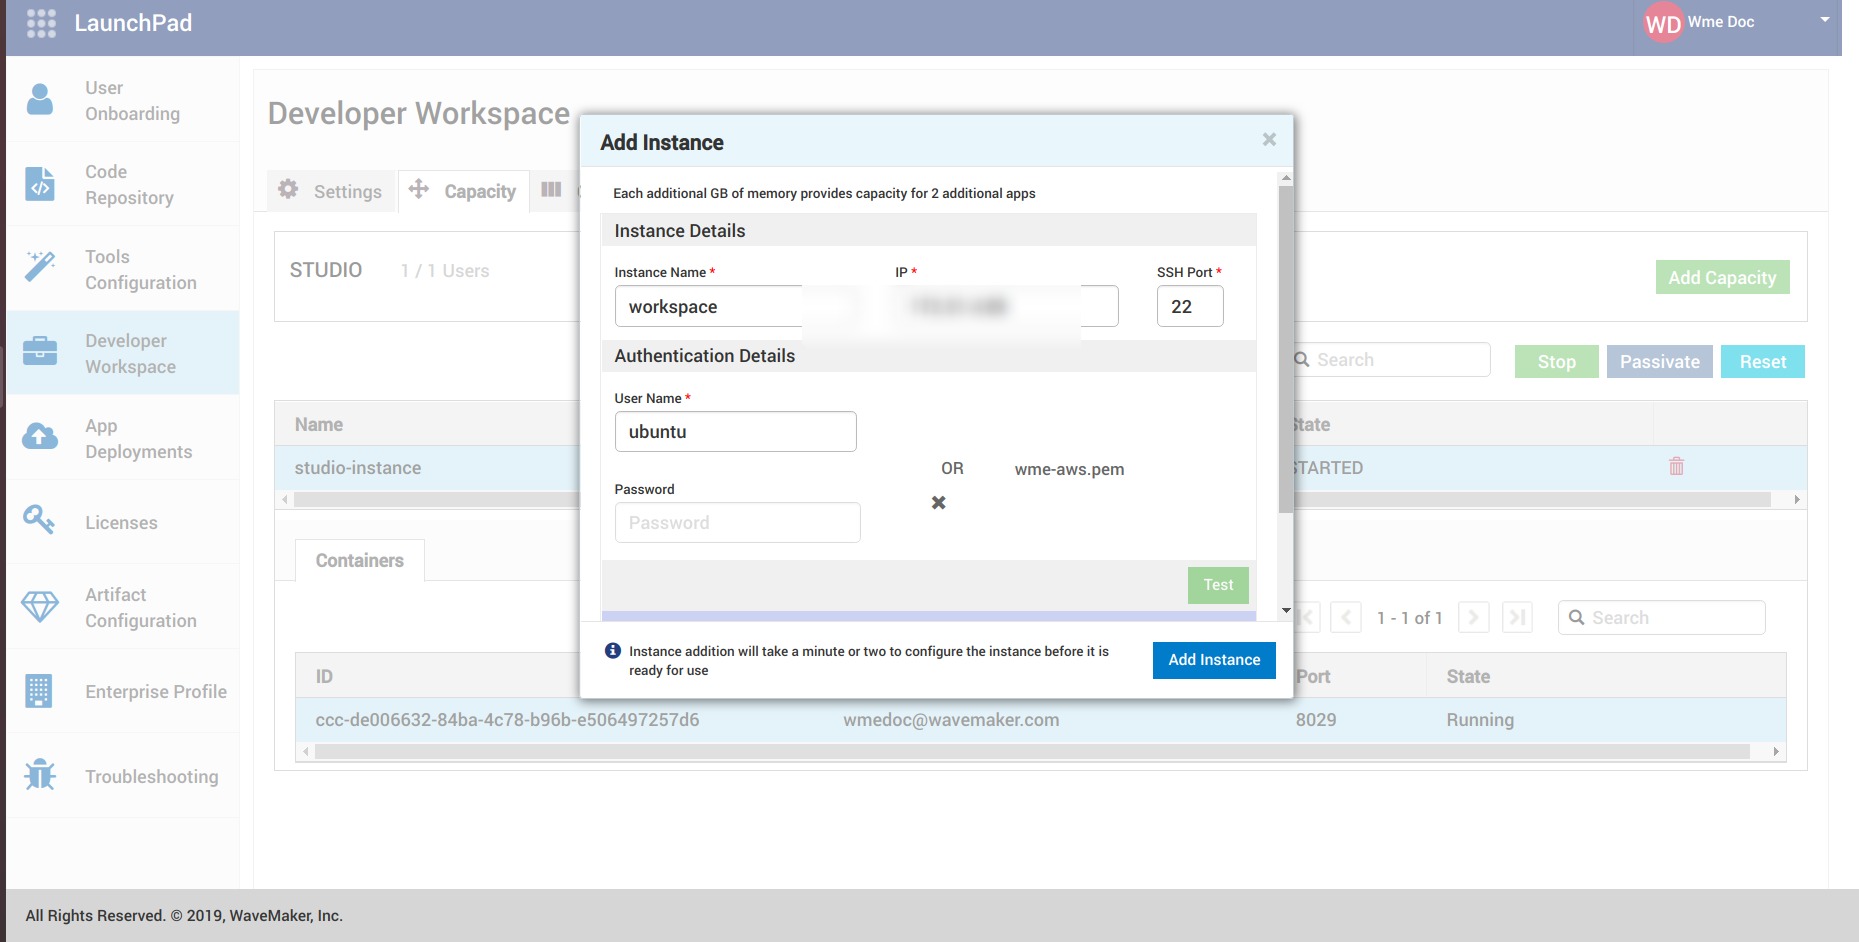 LaunchPad
WD Wme Doc
User
Onboarding
Code
Repository
Tools
Configuration
Developer
Workspace
App
Deployments
Licenses
Artifact
Configuration
Enterprise Profile
Troubleshooting
Developer Workspace
Settings
Capacity
STUDIO 1 / 1 Users
Add Capacity
Search
Stop Passivate Reset
Name State
studio-instance STARTED
Containers
1 - 1 of 1
Search
ID Port State
ccc-de006632-84ba-4c78-b96b-e506497257d6 wmedoc@wavemaker.com 8029 Running
Add Instance ×
Each additional GB of memory provides capacity for 2 additional apps
Instance Details
Instance Name * IP * SSH Port *
workspace 22
Authentication Details
User Name *
ubuntu
OR wme-aws.pem
Password
Password
Test
Instance addition will take a minute or two to configure the instance before it is
ready for use
Add Instance
All Rights Reserved. © 2019, WaveMaker, Inc.